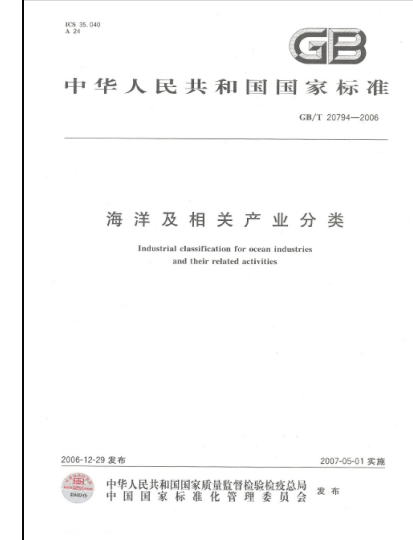 ICS 35.040
A 24
GB
中华人民共和国国家标准
GB/T 20794—2006
海洋及相关产业分类
Industrial classification for ocean industries
and their related activities
2006-12-29 发布
2007-05-01 实施
中华人民共和国国家质量监督检验检疫总局
中国国家标准化管理委员会
发布